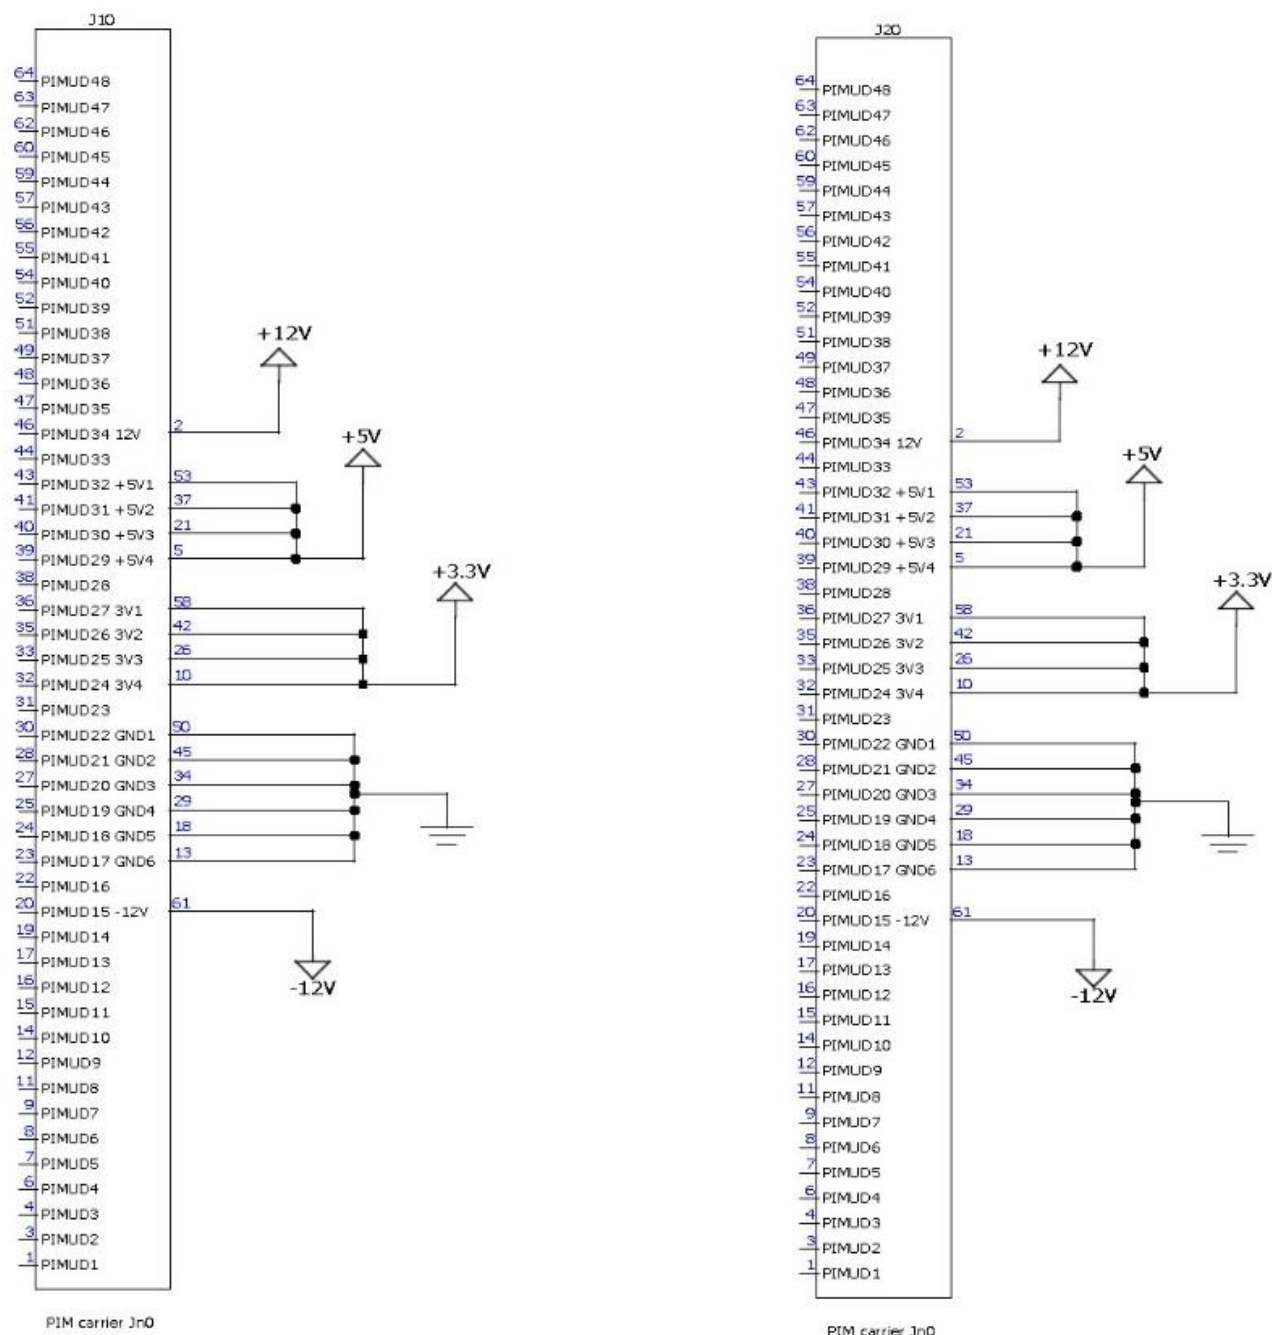 J10
64 PIMUD48
63 PIMUD47
62 PIMUD46
60 PIMUD45
59 PIMUD44
57 PIMUD43
56 PIMUD42
55 PIMUD41
54 PIMUD40
52 PIMUD39
51 PIMUD38
49 PIMUD37
48 PIMUD36
47 PIMUD35
46 PIMUD34 12V 2
44 PIMUD33
43 PIMUD32 +5V1 53
41 PIMUD31 +5V2 37
40 PIMUD30 +5V3 21
39 PIMUD29 +5V4 5
38 PIMUD28
36 PIMUD27 3V1 58
35 PIMUD26 3V2 42
33 PIMUD25 3V3 26
32 PIMUD24 3V4 10
31 PIMUD23
30 PIMUD22 GND1 50
28 PIMUD21 GND2 45
27 PIMUD20 GND3 34
25 PIMUD19 GND4 29
24 PIMUD18 GND5 18
23 PIMUD17 GND6 13
22 PIMUD16
20 PIMUD15 -12V 61
19 PIMUD14
17 PIMUD13
16 PIMUD12
15 PIMUD11
14 PIMUD10
12 PIMUD9
11 PIMUD8
9 PIMUD7
8 PIMUD6
7 PIMUD5
6 PIMUD4
4 PIMUD3
3 PIMUD2
1 PIMUD1
+12V
+5V
+3.3V
-12V
PIM carrier Jn0
J20
64 PIMUD48
63 PIMUD47
62 PIMUD46
60 PIMUD45
59 PIMUD44
57 PIMUD43
56 PIMUD42
55 PIMUD41
54 PIMUD40
52 PIMUD39
51 PIMUD38
49 PIMUD37
48 PIMUD36
47 PIMUD35
46 PIMUD34 12V 2
44 PIMUD33
43 PIMUD32 +5V1 53
41 PIMUD31 +5V2 37
40 PIMUD30 +5V3 21
39 PIMUD29 +5V4 5
38 PIMUD28
36 PIMUD27 3V1 58
35 PIMUD26 3V2 42
33 PIMUD25 3V3 26
32 PIMUD24 3V4 10
31 PIMUD23
30 PIMUD22 GND1 50
28 PIMUD21 GND2 45
27 PIMUD20 GND3 34
25 PIMUD19 GND4 29
24 PIMUD18 GND5 18
23 PIMUD17 GND6 13
22 PIMUD16
20 PIMUD15 -12V 61
19 PIMUD14
17 PIMUD13
16 PIMUD12
15 PIMUD11
14 PIMUD10
12 PIMUD9
11 PIMUD8
9 PIMUD7
8 PIMUD6
7 PIMUD5
6 PIMUD4
4 PIMUD3
3 PIMUD2
1 PIMUD1
+12V
+5V
+3.3V
-12V
PIM carrier Jn0